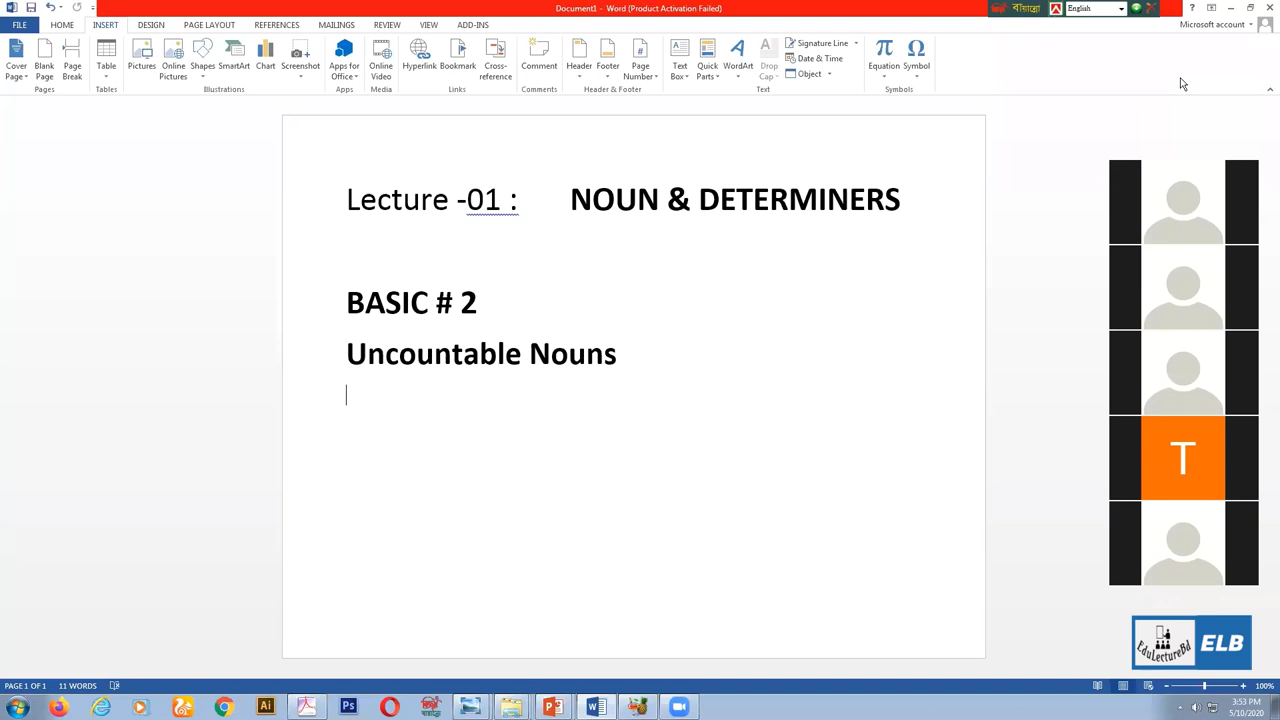 Document1 - Word (Product Activation Failed)
বায়ান্নো English
FILE HOME INSERT DESIGN PAGE LAYOUT REFERENCES MAILINGS REVIEW VIEW ADD-INS Microsoft account
Cover Page Blank Page Page Break Table Pictures Online Pictures Shapes SmartArt Chart Screenshot Apps for Office Online Video Hyperlink Bookmark Cross-reference Comment Header Footer Page Number Text Box Quick Parts WordArt Drop Cap Signature Line Date & Time Object Equation Symbol
Pages Tables Illustrations Apps Media Links Comments Header & Footer Text Symbols
Lecture -01 : NOUN & DETERMINERS
BASIC # 2
Uncountable Nouns
T
EduLectureBd ELB
PAGE 1 OF 1 11 WORDS 100%
Ai Ps
3:53 PM
5/10/2020